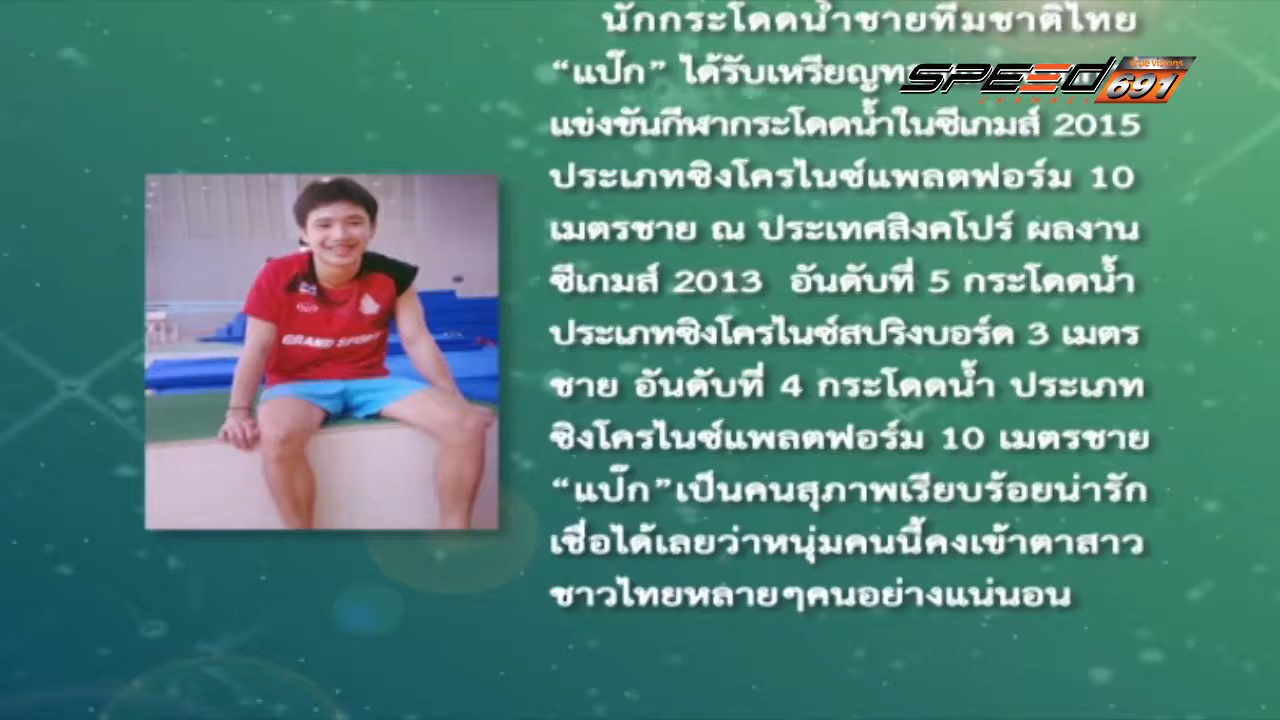 นักกระโดดน้ำชายทีมชาติไทย
“แป๊ก” ได้รับเหรียญท
แข่งขันกีฬากระโดดน้ำในซีเกมส์ 2015
ประเภทซิงโครไนซ์แพลตฟอร์ม 10
เมตรชาย ณ ประเทศสิงคโปร์ ผลงาน
ซีเกมส์ 2013 อันดับที่ 5 กระโดดน้ำ
ประเภทซิงโครไนซ์สปริงบอร์ด 3 เมตร
ชาย อันดับที่ 4 กระโดดน้ำ ประเภท
ซิงโครไนซ์แพลตฟอร์ม 10 เมตรชาย
“แป๊ก”เป็นคนสุภาพเรียบร้อยน่ารัก
เชื่อได้เลยว่าหนุ่มคนนี้คงเข้าตาสาว
ชาวไทยหลายๆคนอย่างแน่นอน
true visions
SPEED 691
CHANNEL
GRAND SPORT